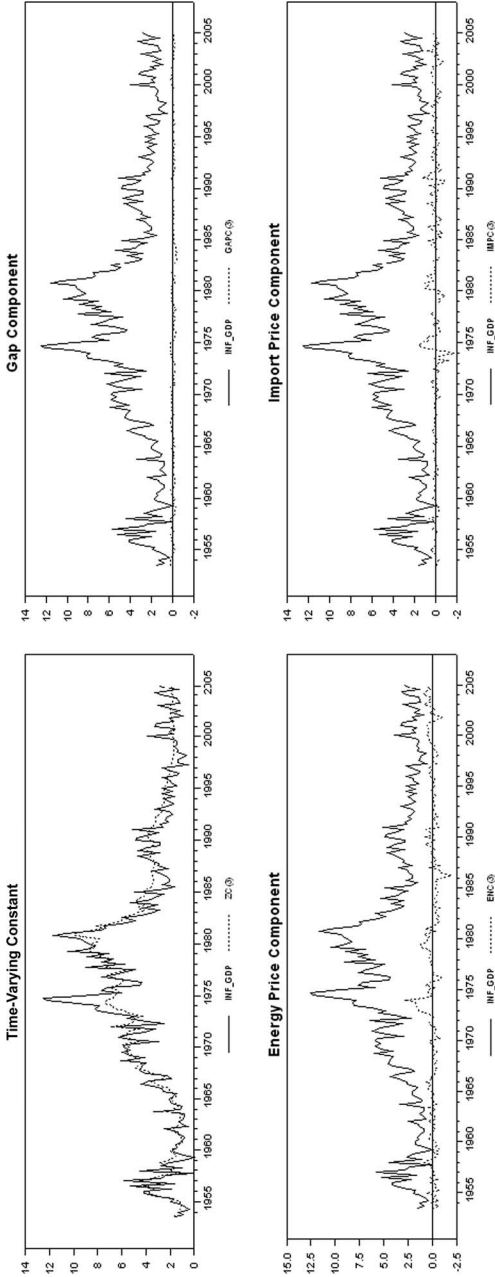 Time-Varying Constant
14
12
10
8
6
4
2
0
1955 1960 1965 1970 1975 1980 1985 1990 1995 2000 2005
INF_GDP ZC(3)
Gap Component
14
12
10
8
6
4
2
0
-2
1955 1960 1965 1970 1975 1980 1985 1990 1995 2000 2005
INF_GDP GAPC(3)
Energy Price Component
15.0
12.5
10.0
7.5
5.0
2.5
0.0
-2.5
1955 1960 1965 1970 1975 1980 1985 1990 1995 2000 2005
INF_GDP ENC(3)
Import Price Component
14
12
10
8
6
4
2
0
-2
1955 1960 1965 1970 1975 1980 1985 1990 1995 2000 2005
INF_GDP IMPC(3)